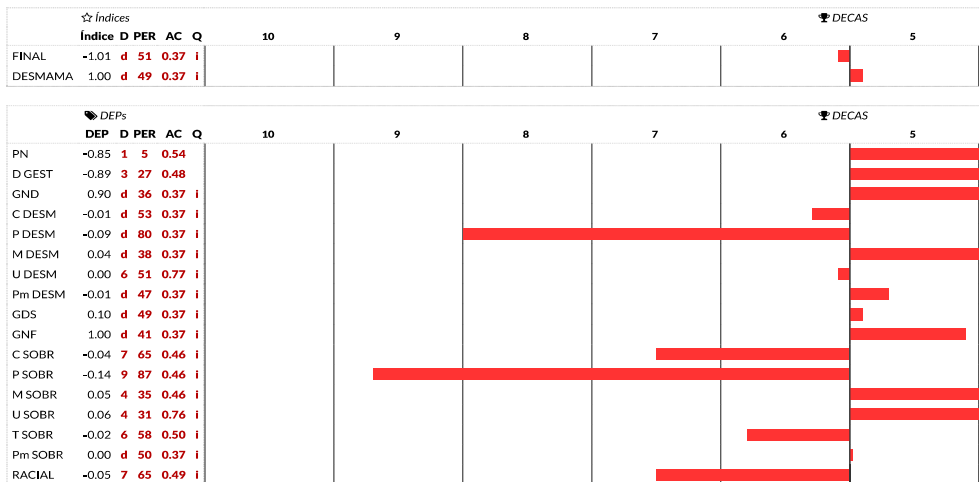 Índices DECAS
Índice D PER AC Q 10 9 8 7 6 5
FINAL -1.01 d 51 0.37 i
DESMAMA 1.00 d 49 0.37 i
DEPs DECAS
DEP D PER AC Q 10 9 8 7 6 5
PN -0.85 1 5 0.54
D GEST -0.89 3 27 0.48
GND 0.90 d 36 0.37 i
C DESM -0.01 d 53 0.37 i
P DESM -0.09 d 80 0.37 i
M DESM 0.04 d 38 0.37 i
U DESM 0.00 6 51 0.77 i
Pm DESM -0.01 d 47 0.37 i
GDS 0.10 d 49 0.37 i
GNF 1.00 d 41 0.37 i
C SOBR -0.04 7 65 0.46 i
P SOBR -0.14 9 87 0.46 i
M SOBR 0.05 4 35 0.46 i
U SOBR 0.06 4 31 0.76 i
T SOBR -0.02 6 58 0.50 i
Pm SOBR 0.00 d 50 0.37 i
RACIAL -0.05 7 65 0.49 i